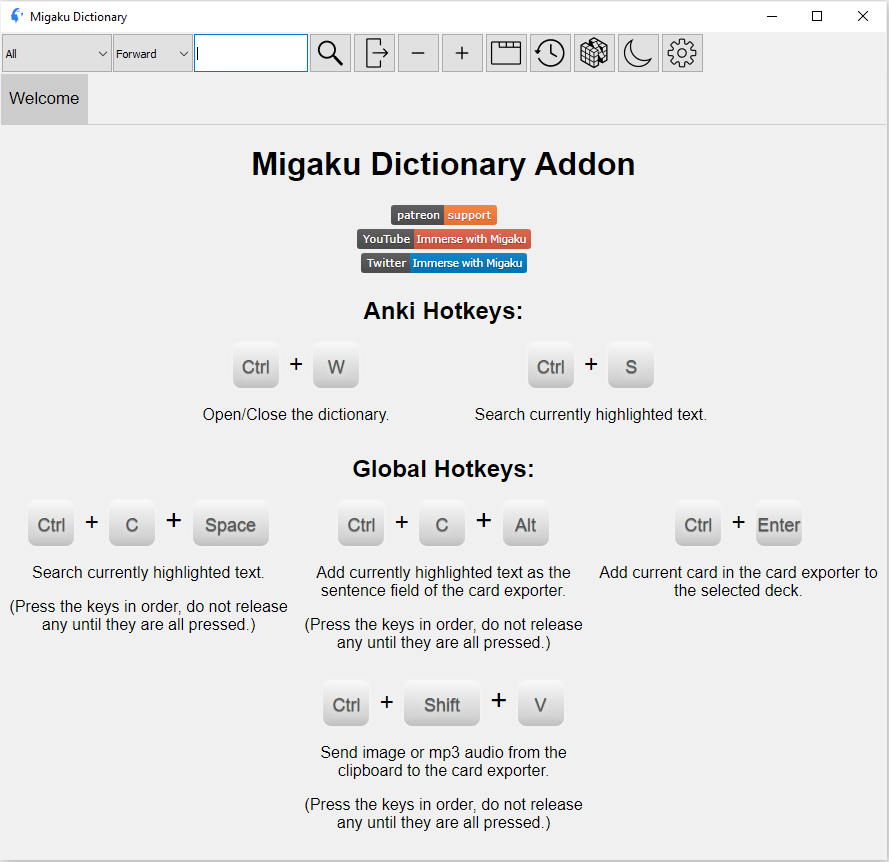 Migaku Dictionary
All Forward
Welcome
Migaku Dictionary Addon
patreon support
YouTube Immerse with Migaku
Twitter Immerse with Migaku
Anki Hotkeys:
Ctrl + W
Open/Close the dictionary.
Ctrl + S
Search currently highlighted text.
Global Hotkeys:
Ctrl + C + Space
Search currently highlighted text.
(Press the keys in order, do not release
any until they are all pressed.)
Ctrl + C + Alt
Add currently highlighted text as the
sentence field of the card exporter.
(Press the keys in order, do not release
any until they are all pressed.)
Ctrl + Enter
Add current card in the card exporter to
the selected deck.
Ctrl + Shift + V
Send image or mp3 audio from the
clipboard to the card exporter.
(Press the keys in order, do not release
any until they are all pressed.)